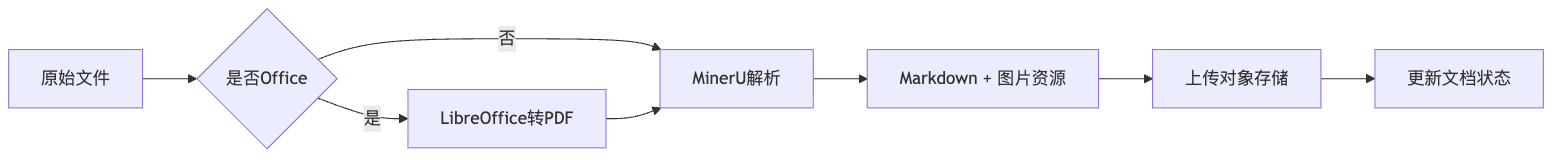 原始文件
是否Office
否
是
LibreOffice转PDF
MinerU解析
Markdown + 图片资源
上传对象存储
更新文档状态